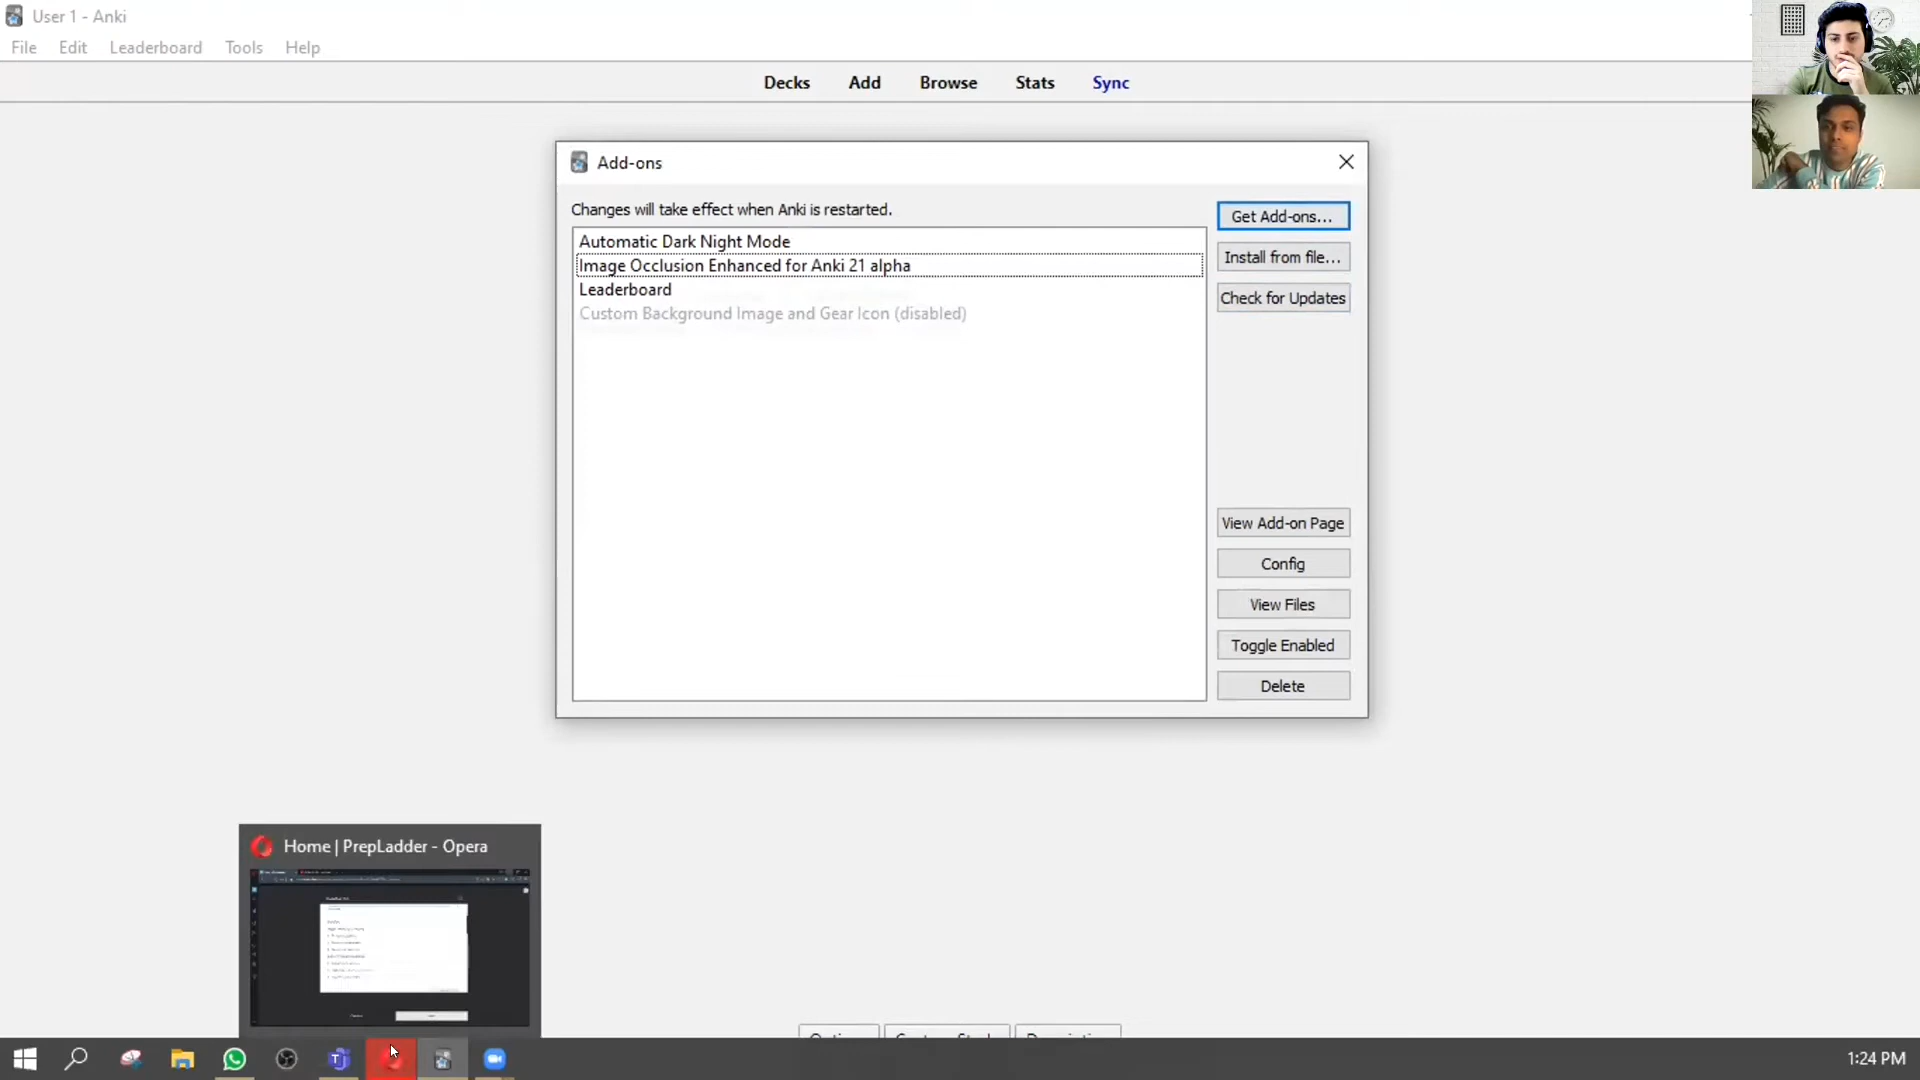 User 1 - Anki
File Edit Leaderboard Tools Help
Decks Add Browse Stats Sync
Add-ons
Changes will take effect when Anki is restarted.
Get Add-ons...
Automatic Dark Night Mode
Image Occlusion Enhanced for Anki 21 alpha
Install from file...
Leaderboard
Check for Updates
Custom Background Image and Gear Icon (disabled)
View Add-on Page
Config
View Files
Toggle Enabled
Delete
Home | PrepLadder - Opera
1:24 PM